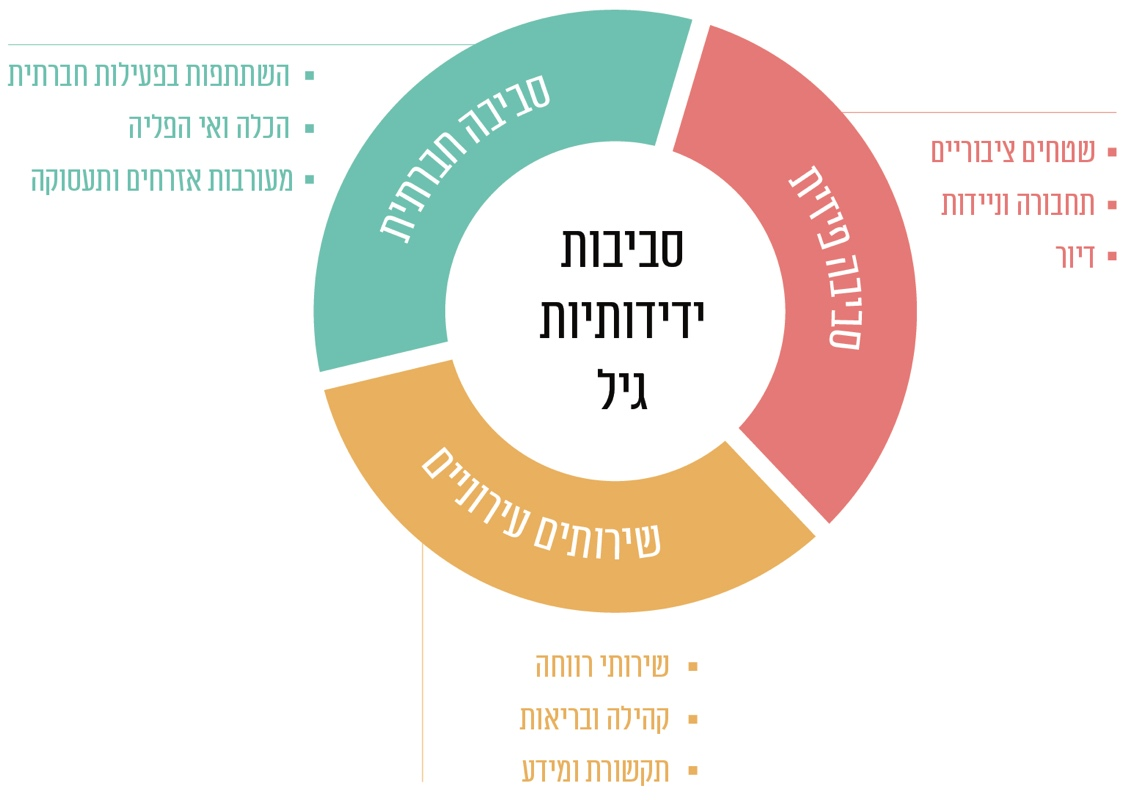 סביבות
ידידותיות
גיל
סביבה פיזית
שטחים ציבוריים
תחבורה וניידות
דיור
סביבה חברתית
השתתפות בפעילות חברתית
הכלה ואי הפליה
מעורבות אזרחים ותעסוקה
שירותים עירוניים
שירותי רווחה
קהילה ובריאות
תקשורת ומידע